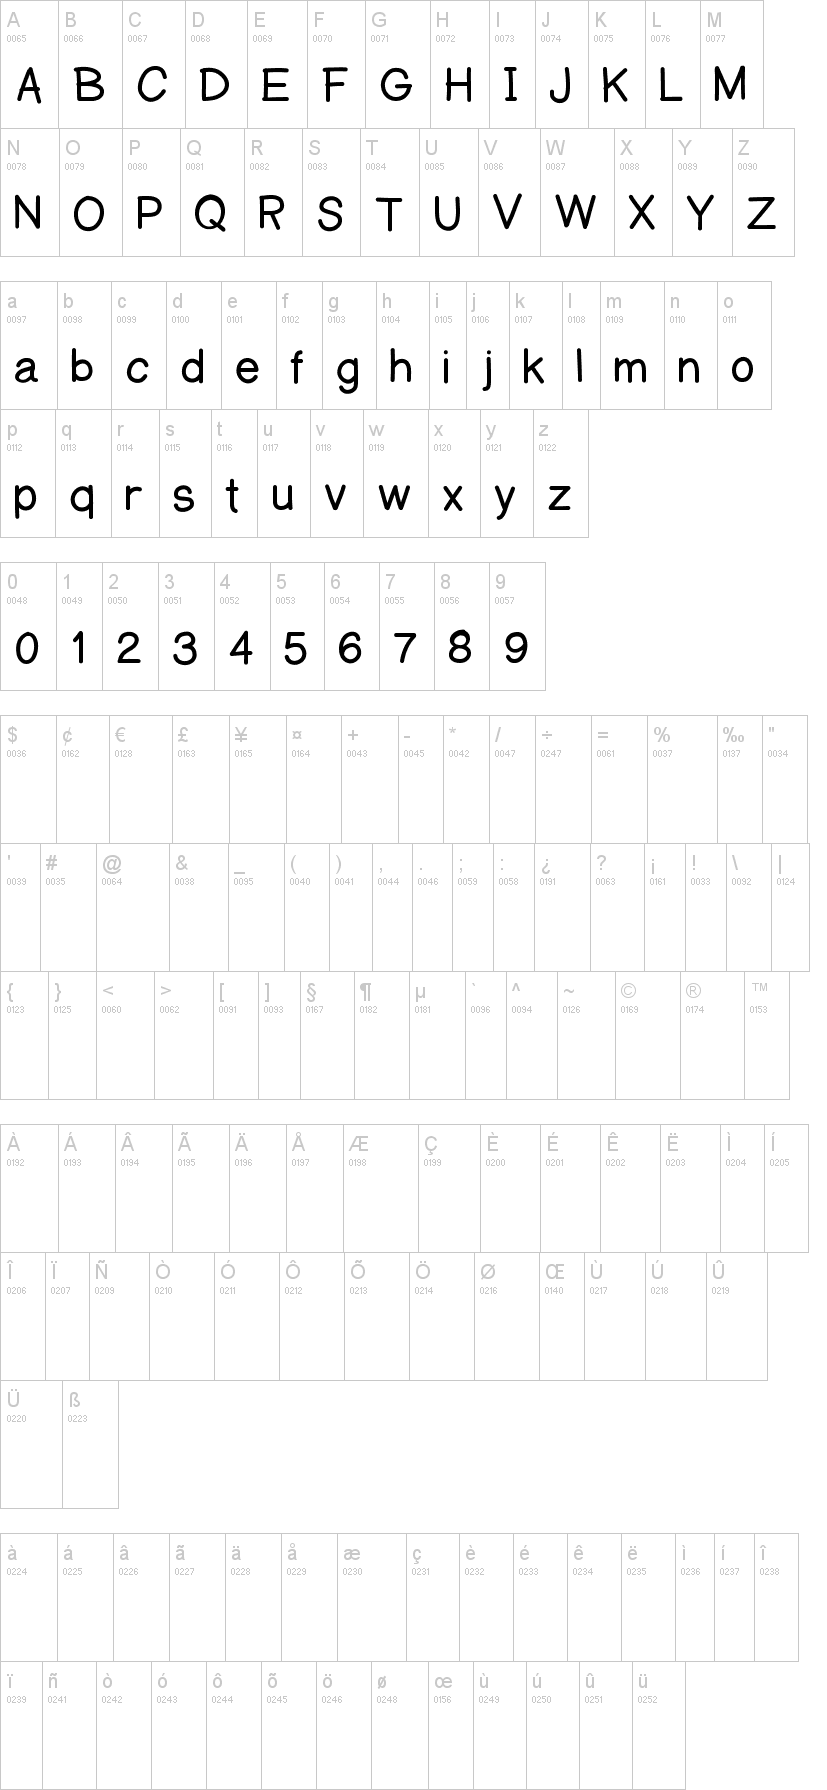 A B C D E F G H I J K L M
0065 0066 0067 0068 0069 0070 0071 0072 0073 0074 0075 0076 0077
A B C D E F G H I J K L M
N O P Q R S T U V W X Y Z
0078 0079 0080 0081 0082 0083 0084 0085 0086 0087 0088 0089 0090
N O P Q R S T U V W X Y Z
a b c d e f g h i j k l m n o
0097 0098 0099 0100 0101 0102 0103 0104 0105 0106 0107 0108 0109 0110 0111
a b c d e f g h i j k l m n o
p q r s t u v w x y z
0112 0113 0114 0115 0116 0117 0118 0119 0120 0121 0122
p q r s t u v w x y z
0 1 2 3 4 5 6 7 8 9
0048 0049 0050 0051 0052 0053 0054 0055 0056 0057
0 1 2 3 4 5 6 7 8 9
$ ¢ € £ ¥ ¤ + - * / ÷ = % ‰ "
0036 0162 0128 0163 0165 0164 0043 0045 0042 0047 0247 0061 0037 0137 0034
' # @ & _ ( ) , . ; : ¿ ? ¡ ! \ |
0039 0035 0064 0038 0095 0040 0041 0044 0046 0059 0058 0191 0063 0161 0033 0092 0124
{ } < > [ ] § ¶ µ ` ^ ~ © ® ™
0123 0125 0060 0062 0091 0093 0167 0182 0181 0096 0094 0126 0169 0174 0153
À Á Â Ã Ä Å Æ Ç È É Ê Ë Ì Í
0192 0193 0194 0195 0196 0197 0198 0199 0200 0201 0202 0203 0204 0205
Î Ï Ñ Ò Ó Ô Õ Ö Ø Œ Ù Ú Û
0206 0207 0209 0210 0211 0212 0213 0214 0216 0140 0217 0218 0219
Ü ß
0220 0223
à á â ã ä å æ ç è é ê ë ì í î
0224 0225 0226 0227 0228 0229 0230 0231 0232 0233 0234 0235 0236 0237 0238
ï ñ ò ó ô õ ö ø œ ù ú û ü
0239 0241 0242 0243 0244 0245 0246 0248 0156 0249 0250 0251 0252